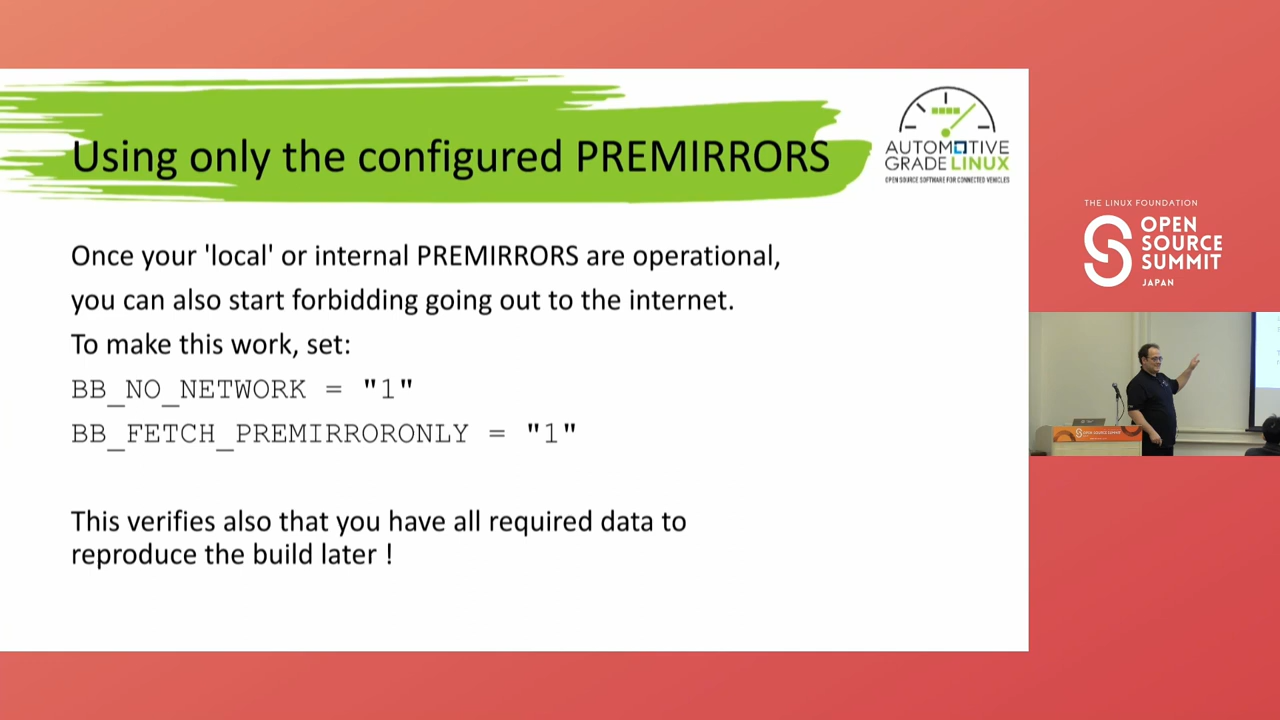 Using only the configured PREMIRRORS
AUTOMOTIVE
GRADE LINUX
OPEN SOURCE SOFTWARE FOR CONNECTED VEHICLES
Once your 'local' or internal PREMIRRORS are operational,
you can also start forbidding going out to the internet.
To make this work, set:
BB_NO_NETWORK = "1"
BB_FETCH_PREMIRRORONLY = "1"
This verifies also that you have all required data to
reproduce the build later !
THE LINUX FOUNDATION
OPEN
SOURCE
SUMMIT
JAPAN
OPEN SOURCE SUMMIT